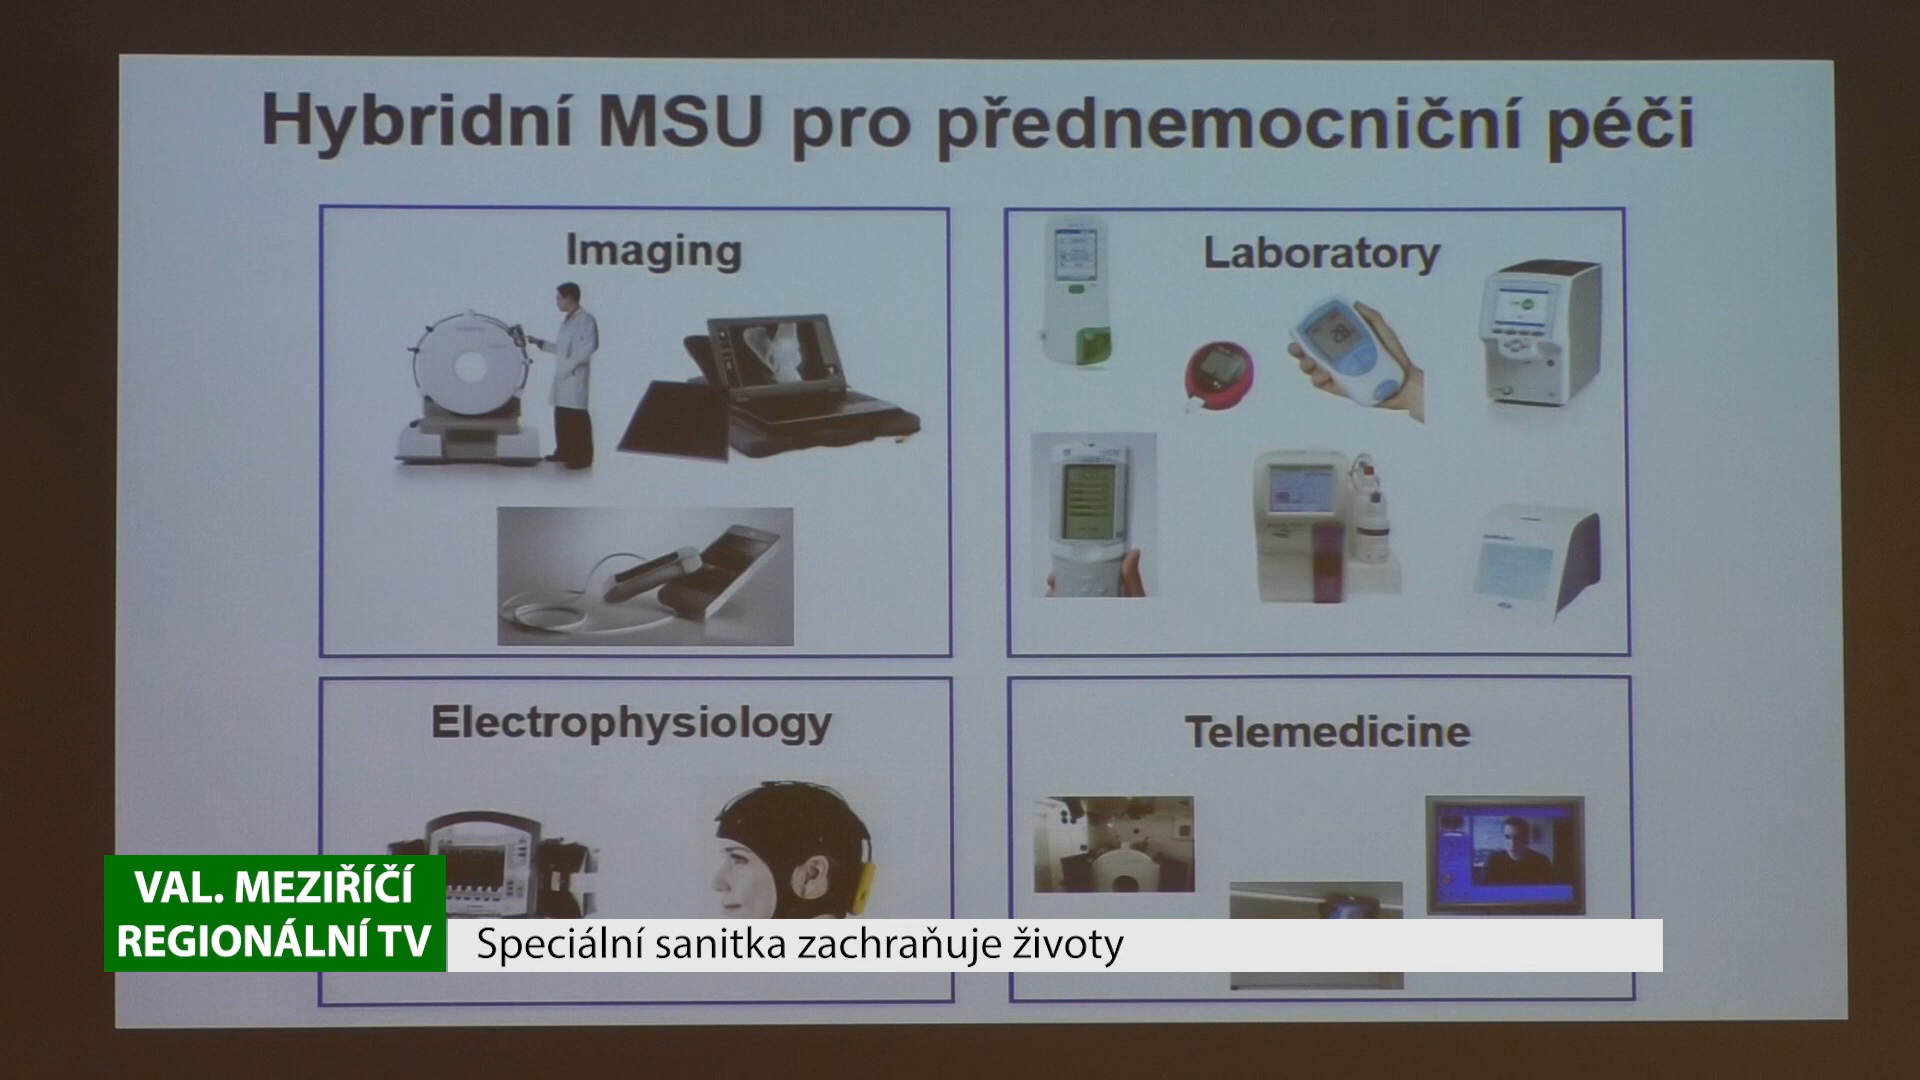 Hybridní MSU pro přednemocniční péči
Imaging
Laboratory
Electrophysiology
Telemedicine
VAL. MEZIŘÍČÍ
REGIONÁLNÍ TV
Speciální sanitka zachraňuje životy